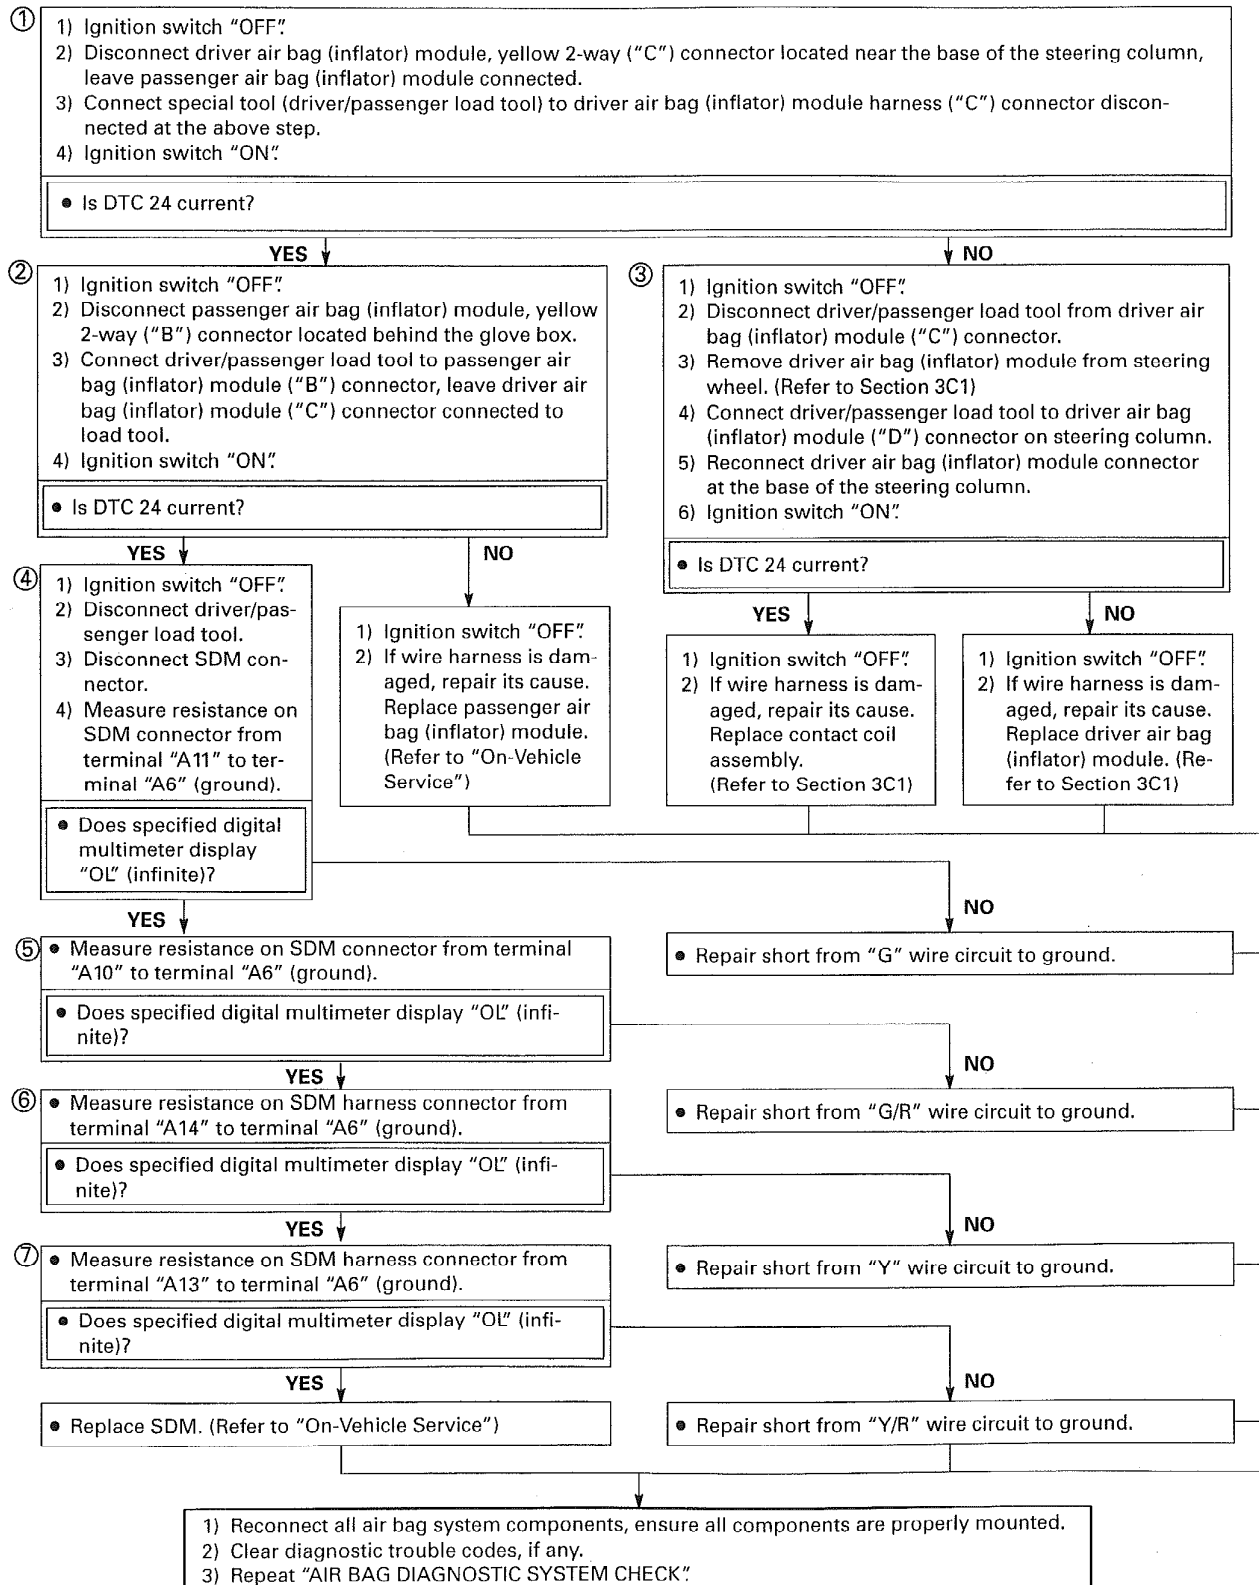 ①
1) Ignition switch “OFF”.
2) Disconnect driver air bag (inflator) module, yellow 2-way (“C”) connector located near the base of the steering column,
leave passenger air bag (inflator) module connected.
3) Connect special tool (driver/passenger load tool) to driver air bag (inflator) module harness (“C”) connector discon-
nected at the above step.
4) Ignition switch “ON”.
● Is DTC 24 current?
YES
NO
②
1) Ignition switch “OFF”.
2) Disconnect passenger air bag (inflator) module, yellow
2-way (“B”) connector located behind the glove box.
3) Connect driver/passenger load tool to passenger air
bag (inflator) module (“B”) connector, leave driver air
bag (inflator) module (“C”) connector connected to
load tool.
4) Ignition switch “ON”.
● Is DTC 24 current?
③
1) Ignition switch “OFF”.
2) Disconnect driver/passenger load tool from driver air
bag (inflator) module (“C”) connector.
3) Remove driver air bag (inflator) module from steering
wheel. (Refer to Section 3C1)
4) Connect driver/passenger load tool to driver air bag
(inflator) module (“D”) connector on steering column.
5) Reconnect driver air bag (inflator) module connector
at the base of the steering column.
6) Ignition switch “ON”.
● Is DTC 24 current?
YES
NO
④
1) Ignition switch “OFF”.
2) Disconnect driver/pas-
senger load tool.
3) Disconnect SDM con-
nector.
4) Measure resistance on
SDM connector from
terminal “A11” to ter-
minal “A6” (ground).
● Does specified digital
multimeter display
“OL” (infinite)?
1) Ignition switch “OFF”.
2) If wire harness is dam-
aged, repair its cause.
Replace passenger air
bag (inflator) module.
(Refer to “On-Vehicle
Service”)
YES
NO
1) Ignition switch “OFF”.
2) If wire harness is dam-
aged, repair its cause.
Replace contact coil
assembly.
(Refer to Section 3C1)
1) Ignition switch “OFF”.
2) If wire harness is dam-
aged, repair its cause.
Replace driver air bag
(inflator) module. (Re-
fer to Section 3C1)
YES
NO
⑤
● Measure resistance on SDM connector from terminal
“A10” to terminal “A6” (ground).
● Does specified digital multimeter display “OL” (infi-
nite)?
● Repair short from “G” wire circuit to ground.
YES
NO
⑥
● Measure resistance on SDM harness connector from
terminal “A14” to terminal “A6” (ground).
● Does specified digital multimeter display “OL” (infi-
nite)?
● Repair short from “G/R” wire circuit to ground.
YES
NO
⑦
● Measure resistance on SDM harness connector from
terminal “A13” to terminal “A6” (ground).
● Does specified digital multimeter display “OL” (infi-
nite)?
● Repair short from “Y” wire circuit to ground.
YES
NO
● Replace SDM. (Refer to “On-Vehicle Service”)
● Repair short from “Y/R” wire circuit to ground.
1) Reconnect all air bag system components, ensure all components are properly mounted.
2) Clear diagnostic trouble codes, if any.
3) Repeat “AIR BAG DIAGNOSTIC SYSTEM CHECK”.